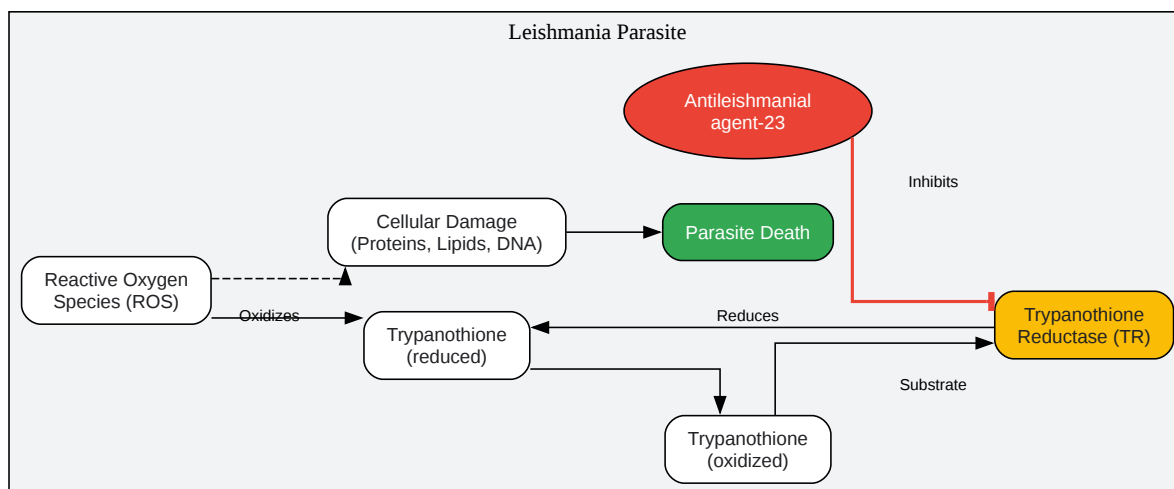 Leishmania Parasite
Antileishmanial
agent-23
Inhibits
Cellular Damage
(Proteins, Lipids, DNA)
Parasite Death
Reactive Oxygen
Species (ROS)
Oxidizes
Trypanothione
(reduced)
Reduces
Trypanothione
Reductase (TR)
Substrate
Trypanothione
(oxidized)